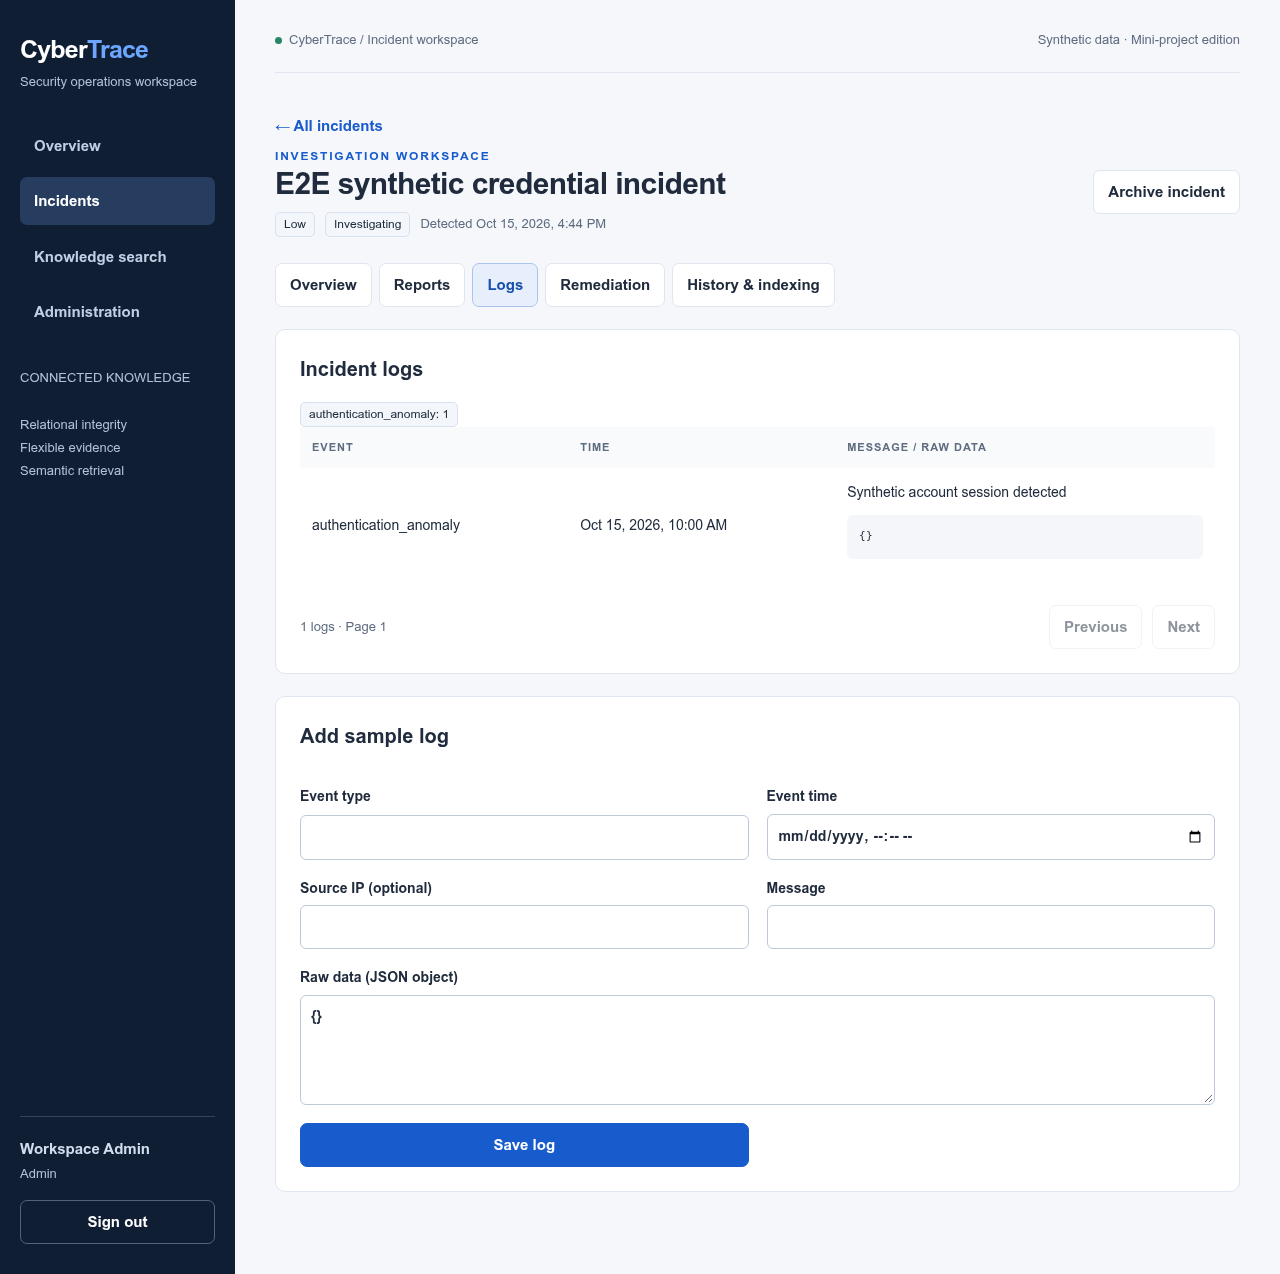 CyberTrace
Security operations workspace
Overview
Incidents
Knowledge search
Administration
CONNECTED KNOWLEDGE
Relational integrity
Flexible evidence
Semantic retrieval
Workspace Admin
Admin
Sign out
CyberTrace / Incident workspace
Synthetic data · Mini-project edition
← All incidents
INVESTIGATION WORKSPACE
E2E synthetic credential incident
Archive incident
Low Investigating Detected Oct 15, 2026, 4:44 PM
Overview Reports Logs Remediation History & indexing
Incident logs
authentication_anomaly: 1
EVENT TIME MESSAGE / RAW DATA
authentication_anomaly Oct 15, 2026, 10:00 AM Synthetic account session detected
{}
1 logs · Page 1 Previous Next
Add sample log
Event type Event time
mm/dd/yyyy, --:-- --
Source IP (optional) Message
Raw data (JSON object)
{}
Save log